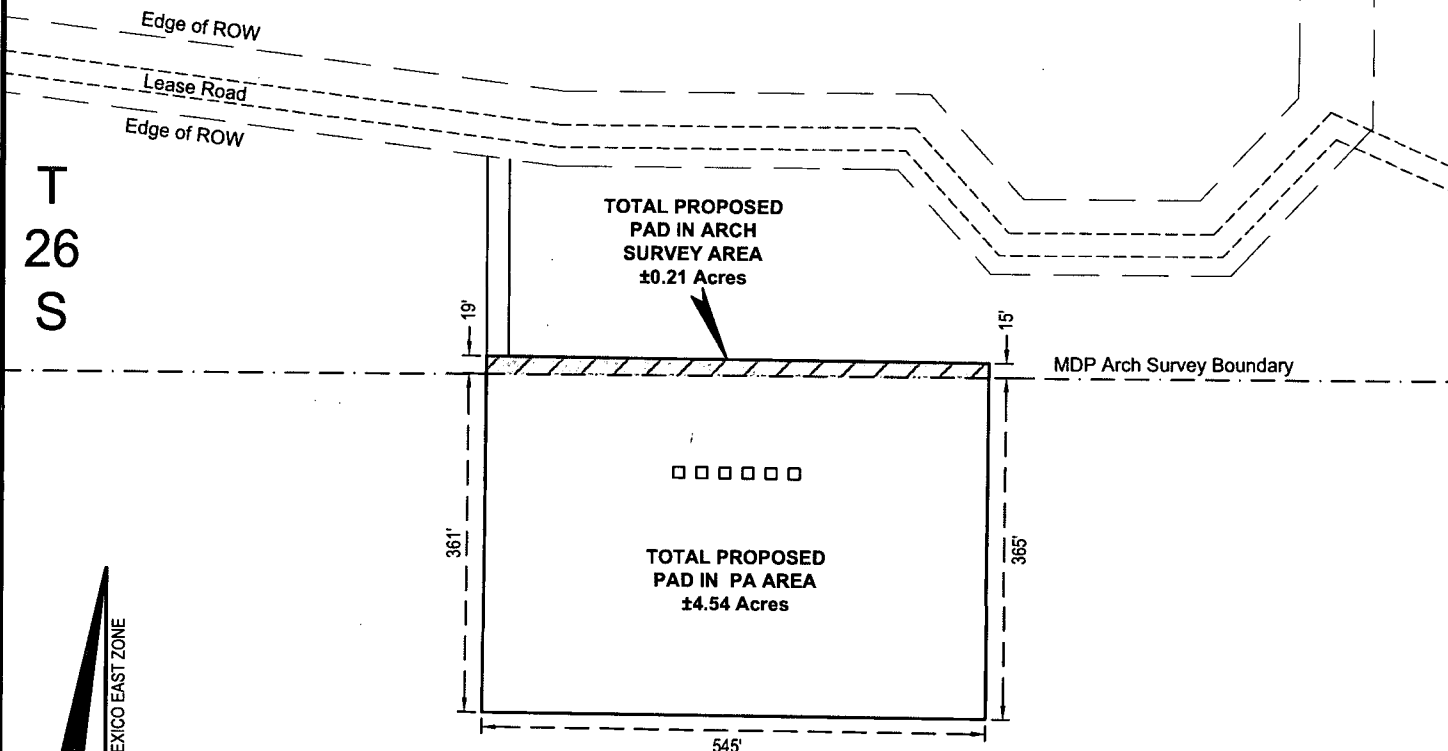 Edge of ROW
Lease Road
Edge of ROW
T
26
S
TOTAL PROPOSED
PAD IN ARCH
SURVEY AREA
±0.21 Acres
19'
15'
MDP Arch Survey Boundary
361'
365'
TOTAL PROPOSED
PAD IN PA AREA
±4.54 Acres
EXICO EAST ZONE
545'